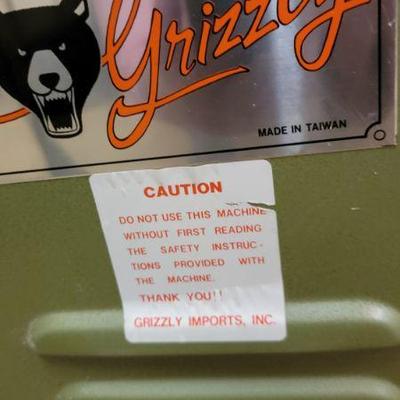 Grizzly
MADE IN TAIWAN
CAUTION
DO NOT USE THIS MACHINE
WITHOUT FIRST READING
THE SAFETY INSTRUC-
TIONS PROVIDED WITH
THE MACHINE.
THANK YOU!!
GRIZZLY IMPORTS, INC.